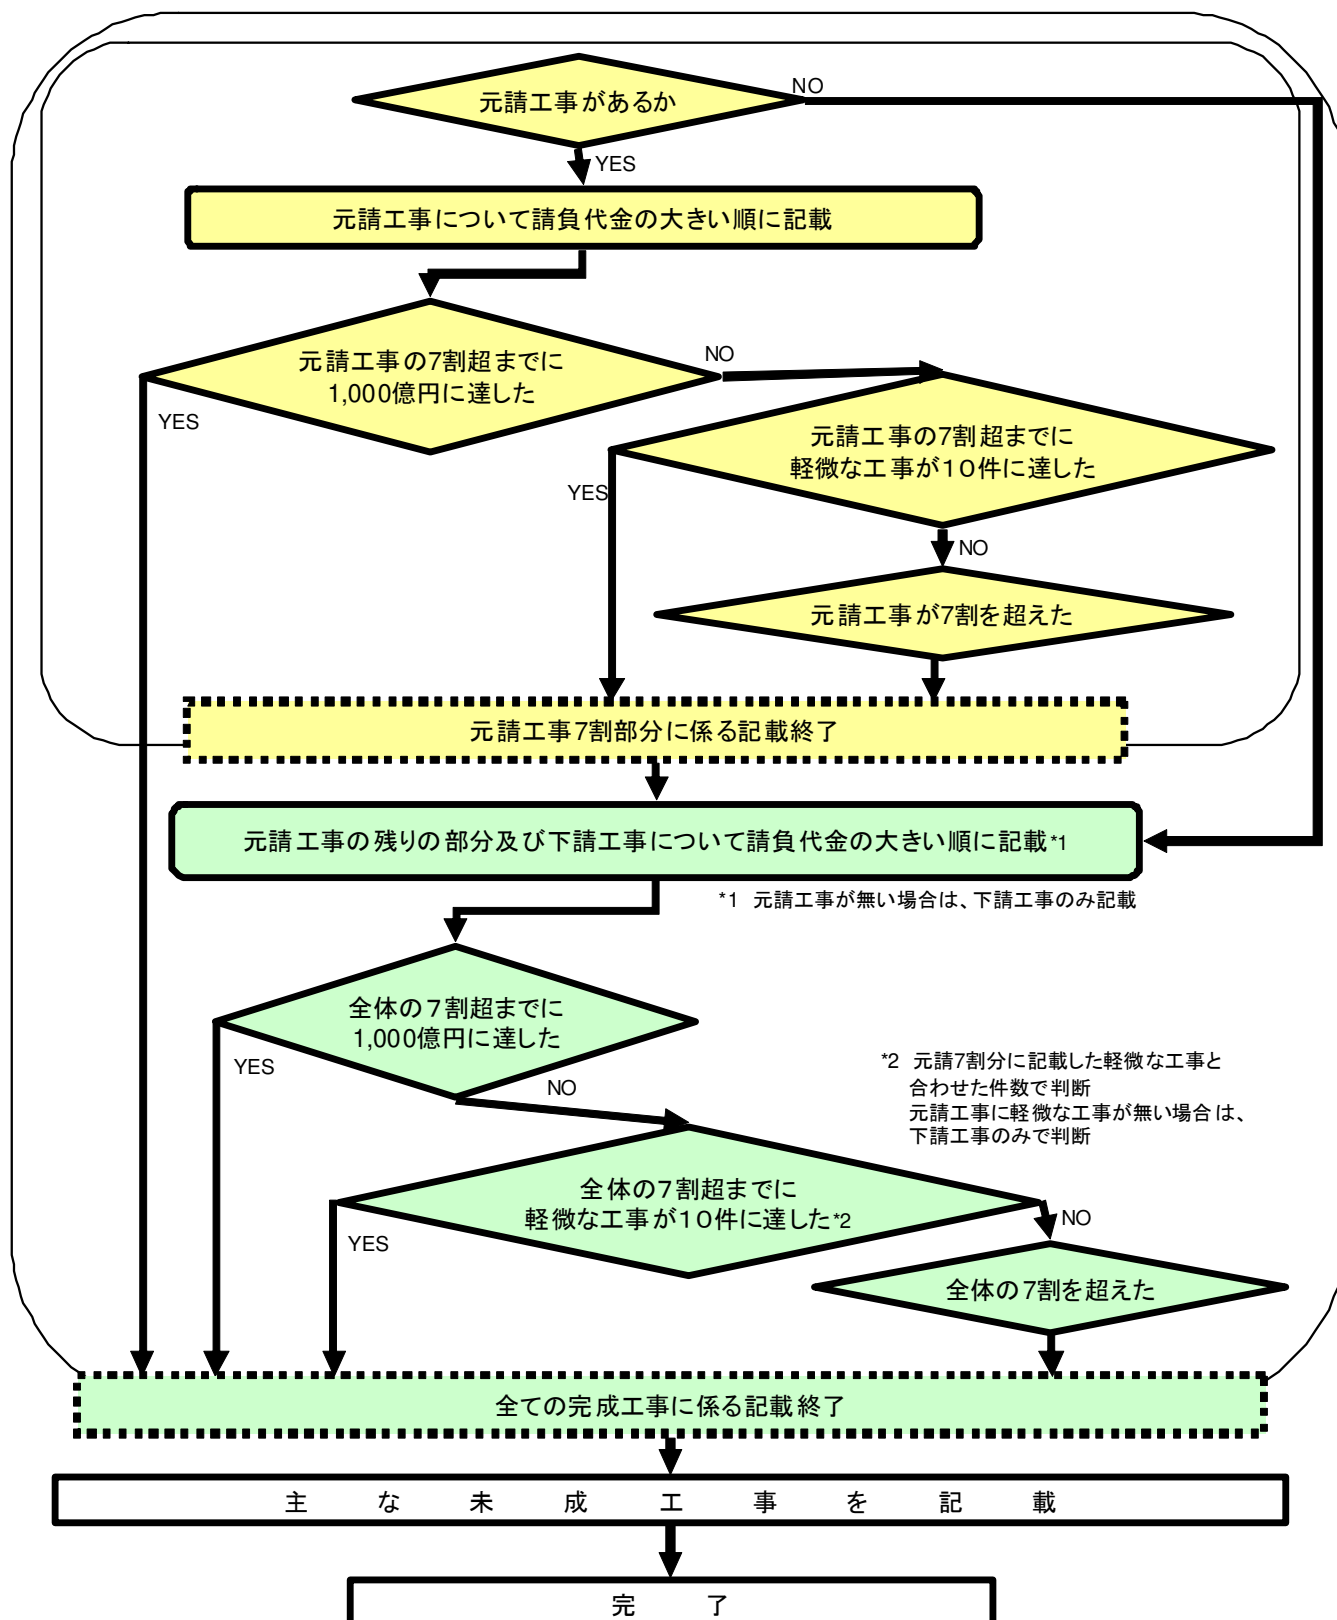 元請工事があるか
NO
YES
元請工事について請負代金の大きい順に記載
元請工事の7割超までに
1,000億円に達した
NO
YES
元請工事の7割超までに
軽微な工事が10件に達した
YES
NO
元請工事が7割を超えた
元請工事7割部分に係る記載終了
元請工事の残りの部分及び下請工事について請負代金の大きい順に記載*1
*1 元請工事が無い場合は、下請工事のみ記載
全体の7割超までに
1,000億円に達した
YES
NO
*2 元請7割分に記載した軽微な工事と
合わせた件数で判断
元請工事に軽微な工事が無い場合は、
下請工事のみで判断
全体の7割超までに
軽微な工事が10件に達した*2
YES
NO
全体の7割を超えた
全ての完成工事に係る記載終了
主な未成工事を記載
完了